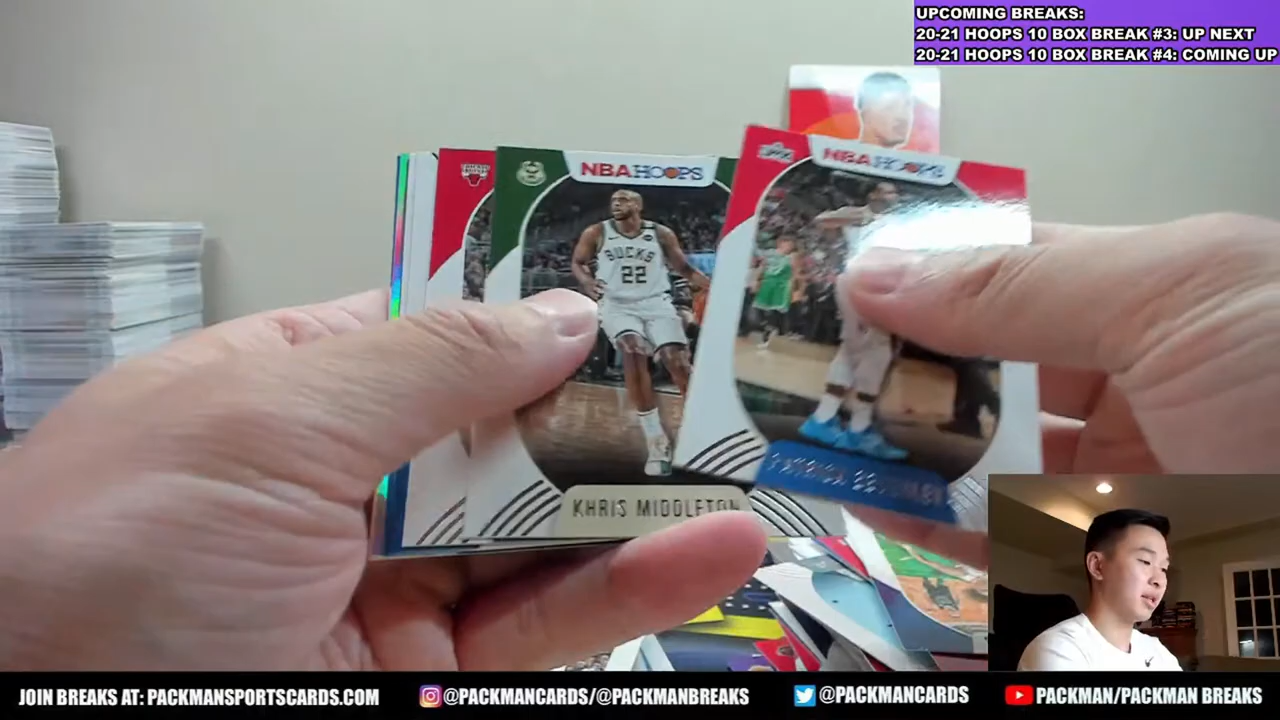 UPCOMING BREAKS:
20-21 HOOPS 10 BOX BREAK #3: UP NEXT
20-21 HOOPS 10 BOX BREAK #4: COMING UP
NBA HOOPS
NBA HOOPS
BUCKS
22
PATRICK BEVERLEY
KHRIS MIDDLETON
JOIN BREAKS AT: PACKMANSPORTSCARDS.COM
@PACKMANCARDS/@PACKMANBREAKS
@PACKMANCARDS
PACKMAN/PACKMAN BREAKS